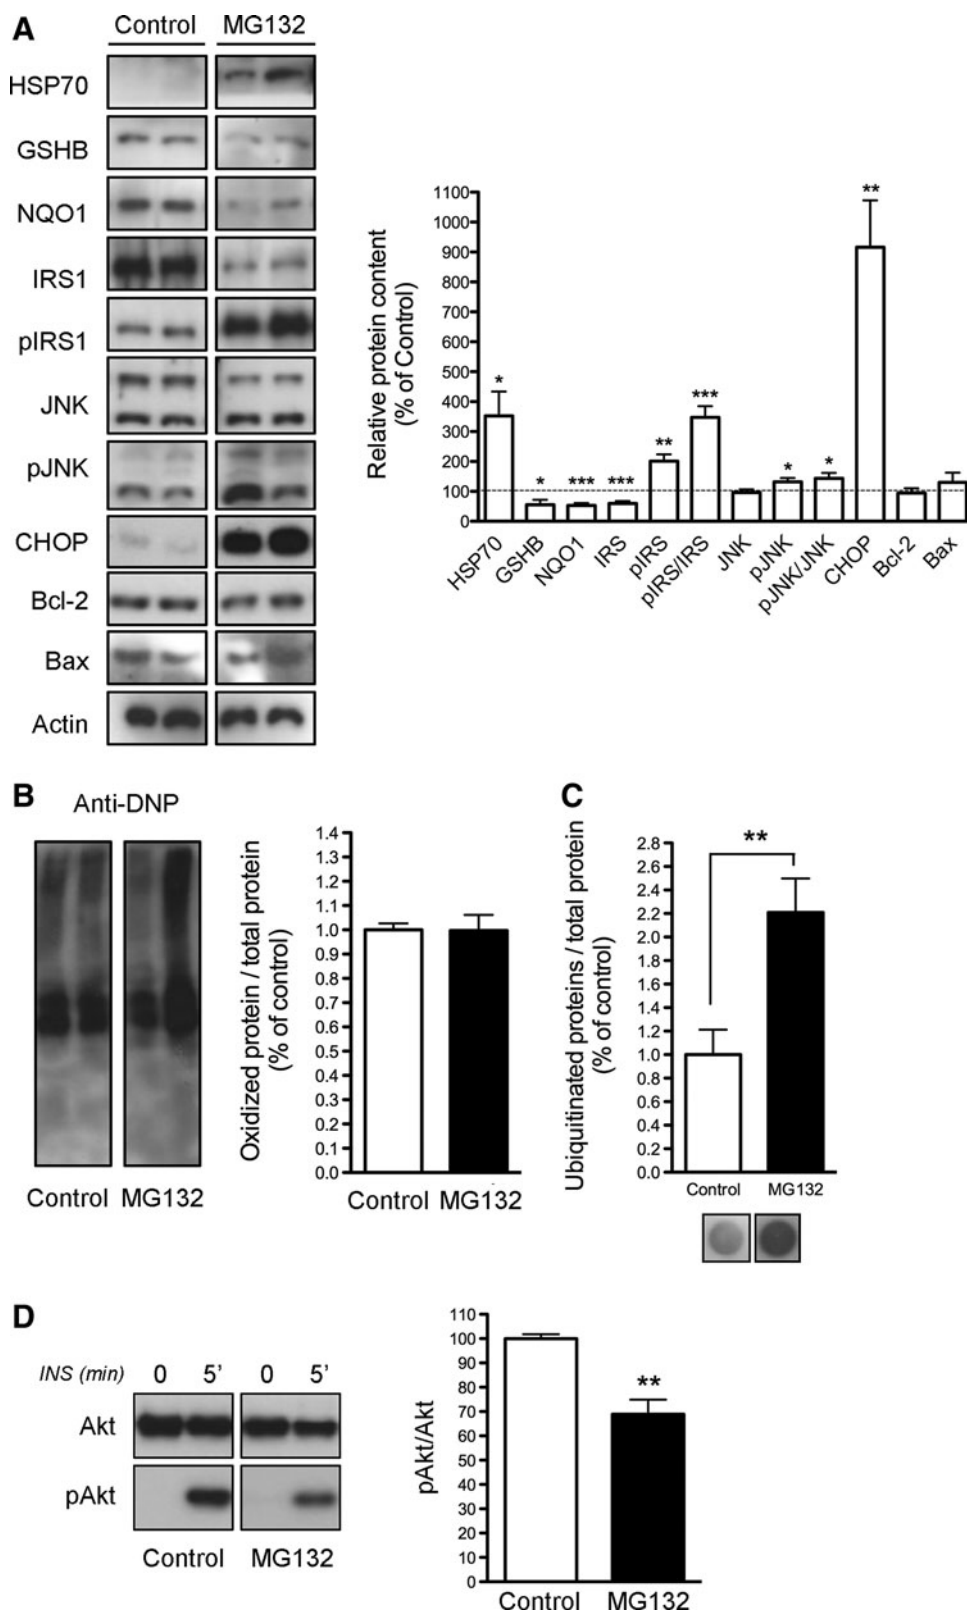 A
Control MG132
HSP70
GSHB
NQO1
IRS1
pIRS1
JNK
pJNK
CHOP
Bcl-2
Bax
Actin
Relative protein content
(% of Control)
1100
1000
900
800
700
600
500
400
300
200
100
0
* * *** *** ** *** * * **
HSP70 GSHB NQO1 IRS pIRS pIRS/IRS JNK pJNK pJNK/JNK CHOP Bcl-2 Bax
B
Anti-DNP
Control MG132
Oxidized protein / total protein
(% of control)
1.4
1.3
1.2
1.1
1.0
0.9
0.8
0.7
0.6
0.5
0.4
0.3
0.2
0.1
0.0
Control MG132
C
Ubiquitinated proteins / total protein
(% of control)
2.8
2.6
2.4
2.2
2.0
1.8
1.6
1.4
1.2
1.0
0.8
0.6
0.4
0.2
0.0
**
Control MG132
D
INS (min) 0 5’ 0 5’
Akt
pAkt
Control MG132
pAkt/Akt
110
100
90
80
70
60
50
40
30
20
10
0
**
Control MG132